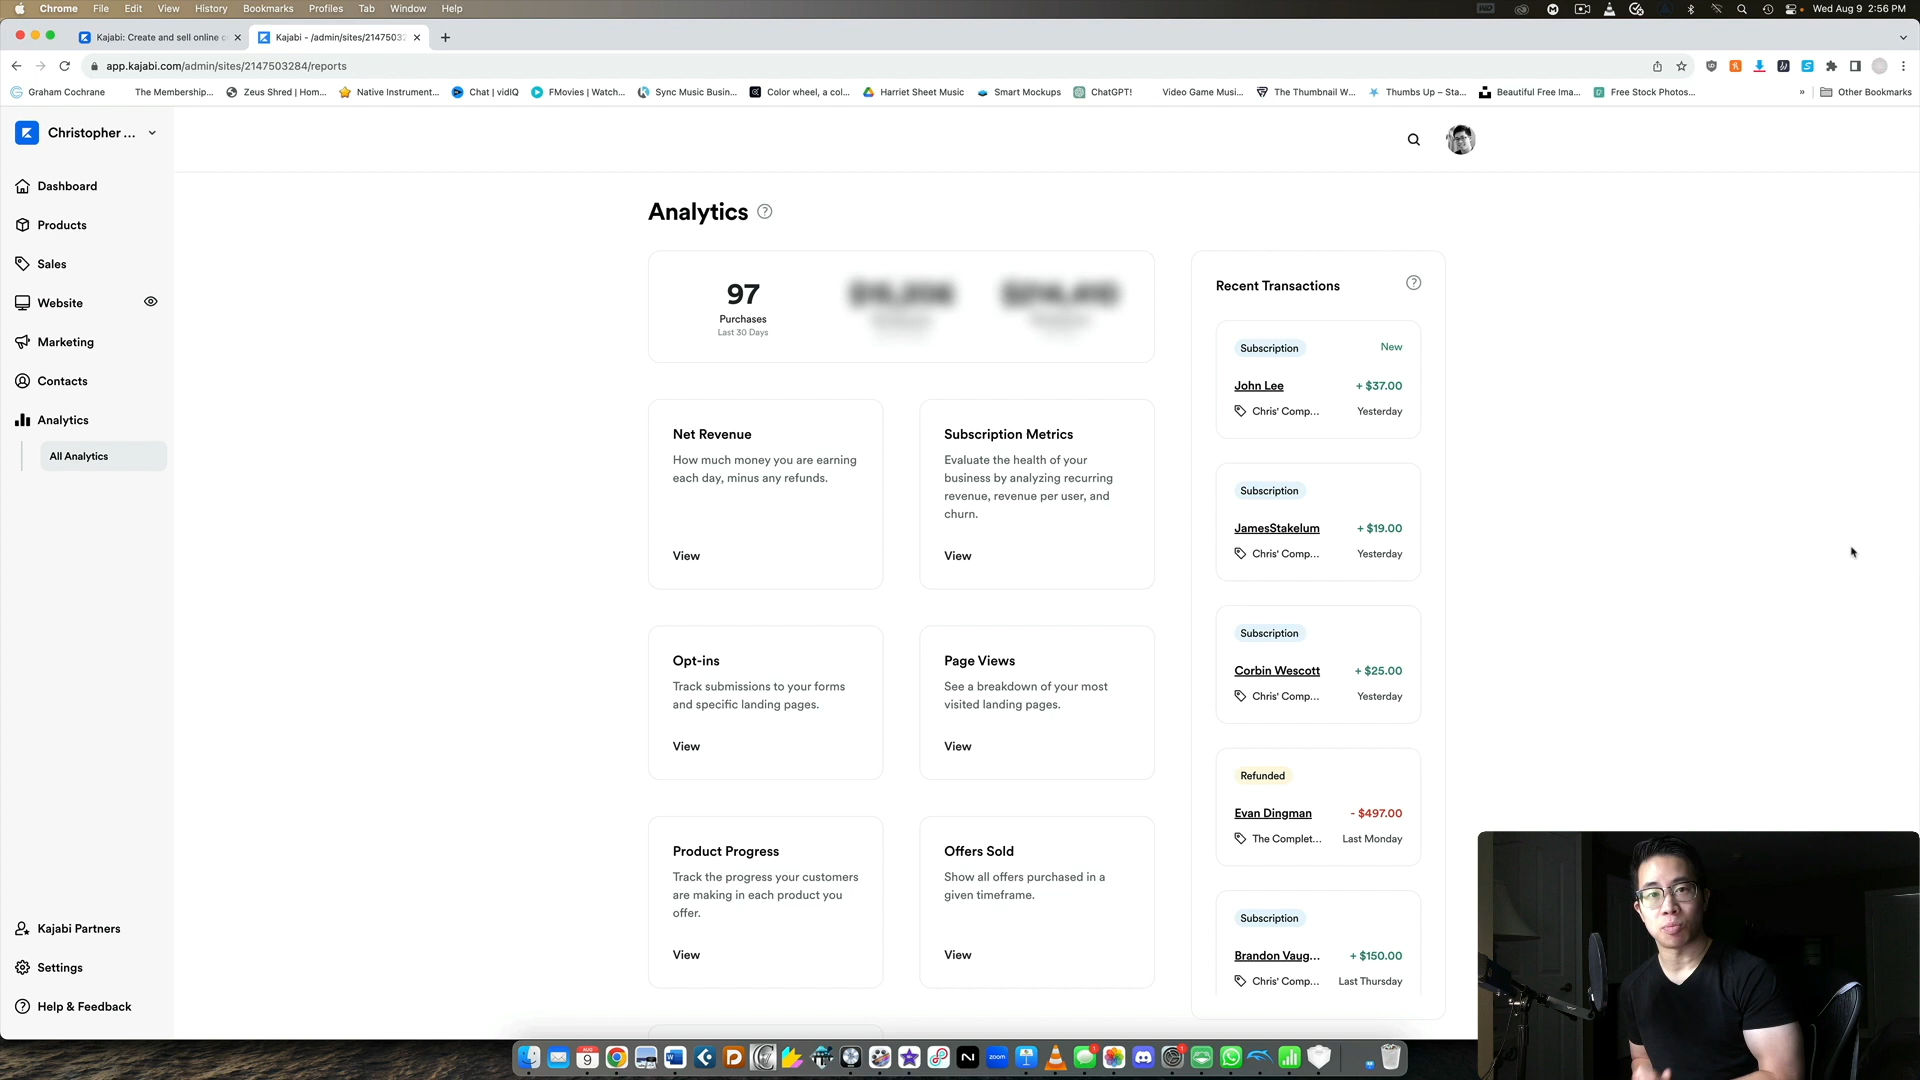 Chrome File Edit View History Bookmarks Profiles Tab Window Help
Wed Aug 9 2:56 PM
Kajabi: Create and sell online c
Kajabi - /admin/sites/21475032
app.kajabi.com/admin/sites/2147503284/reports
Graham Cochrane
The Membership...
Zeus Shred | Hom...
Native Instrument...
Chat | vidIQ
FMovies | Watch...
Sync Music Busin...
Color wheel, a col...
Harriet Sheet Music
Smart Mockups
ChatGPT!
Video Game Musi...
The Thumbnail W...
Thumbs Up – Sta...
Beautiful Free Ima...
Free Stock Photos...
»
Other Bookmarks
Christopher ...
Dashboard
Products
Sales
Website
Marketing
Contacts
Analytics
All Analytics
Kajabi Partners
Settings
Help & Feedback
Analytics
97
Purchases
Last 30 Days
Net Revenue
How much money you are earning
each day, minus any refunds.
View
Subscription Metrics
Evaluate the health of your
business by analyzing recurring
revenue, revenue per user, and
churn.
View
Opt-ins
Track submissions to your forms
and specific landing pages.
View
Page Views
See a breakdown of your most
visited landing pages.
View
Product Progress
Track the progress your customers
are making in each product you
offer.
View
Offers Sold
Show all offers purchased in a
given timeframe.
View
Recent Transactions
Subscription New
John Lee + $37.00
Chris' Comp... Yesterday
Subscription
JamesStakelum + $19.00
Chris' Comp... Yesterday
Subscription
Corbin Wescott + $25.00
Chris' Comp... Yesterday
Refunded
Evan Dingman - $497.00
The Complet... Last Monday
Subscription
Brandon Vaug... + $150.00
Chris' Comp... Last Thursday
AUG
9
zoom